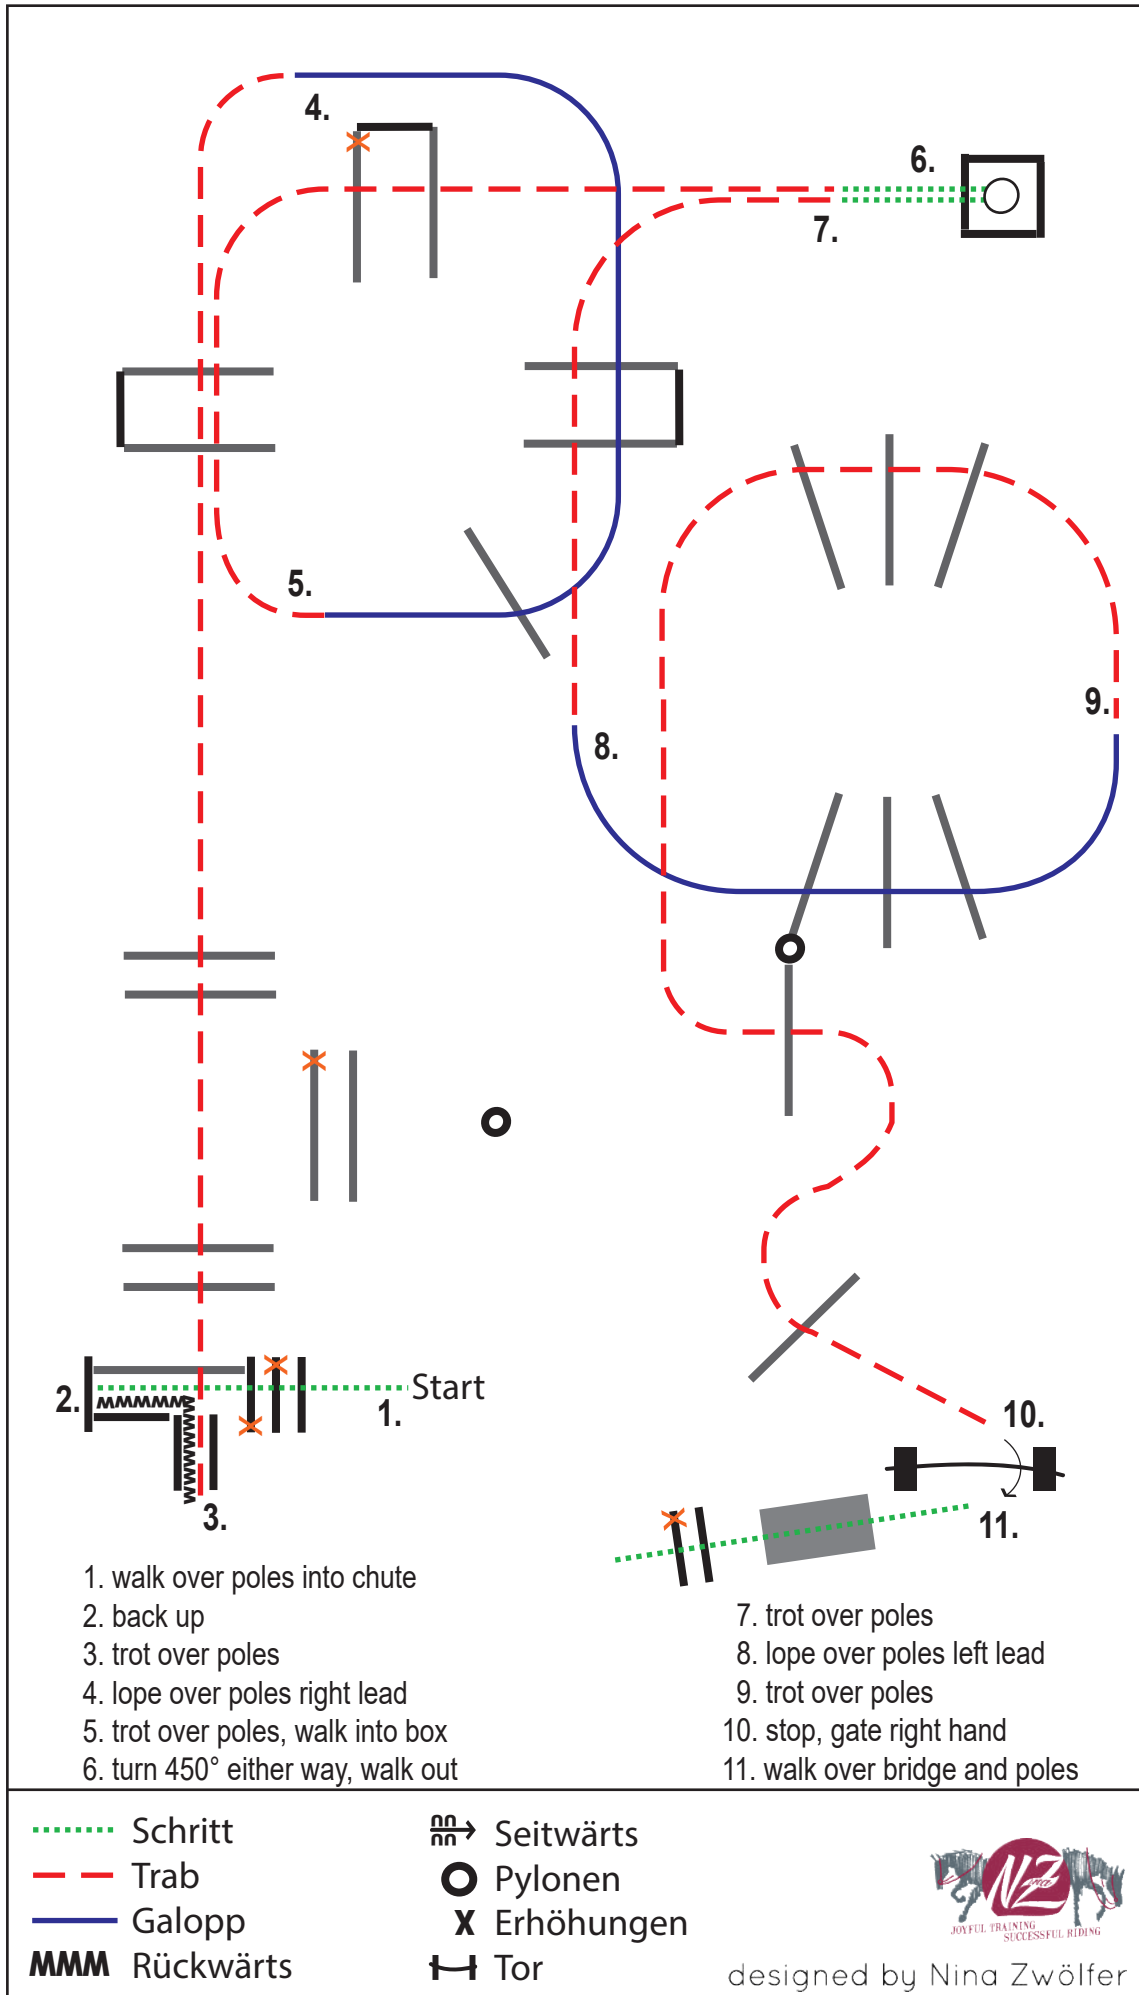 4.
6.
7.
5.
9.
8.
Start
2.
1.
10.
3.
11.
1. walk over poles into chute
2. back up
3. trot over poles
4. lope over poles right lead
5. trot over poles, walk into box
6. turn 450° either way, walk out
7. trot over poles
8. lope over poles left lead
9. trot over poles
10. stop, gate right hand
11. walk over bridge and poles
Schritt
Trab
Galopp
MMM Rückwärts
Seitwärts
Pylonen
X Erhöhungen
Tor
NZ
JOYFUL TRAINING
SUCCESSFUL RIDING
designed by Nina Zwölfer